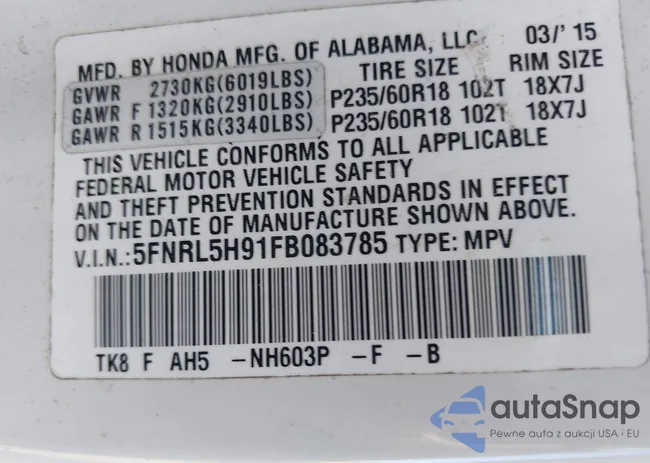 MFD. BY HONDA MFG. OF ALABAMA, LLC. 03/' 15
GVWR 2730KG(6019LBS) TIRE SIZE RIM SIZE
GAWR F 1320KG(2910LBS) P235/60R18 102T 18X7J
GAWR R 1515KG(3340LBS) P235/60R18 102T 18X7J
THIS VEHICLE CONFORMS TO ALL APPLICABLE
FEDERAL MOTOR VEHICLE SAFETY
AND THEFT PREVENTION STANDARDS IN EFFECT
ON THE DATE OF MANUFACTURE SHOWN ABOVE.
V.I.N.:5FNRL5H91FB083785 TYPE: MPV
TK8 F AH5 -NH603P -F -B
autaSnap
Pewne auta z aukcji USA i EU